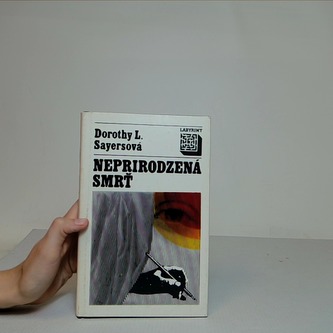 LABYRINT
Dorothy L.
Sayersová
NEPRIRODZENÁ
SMRŤ